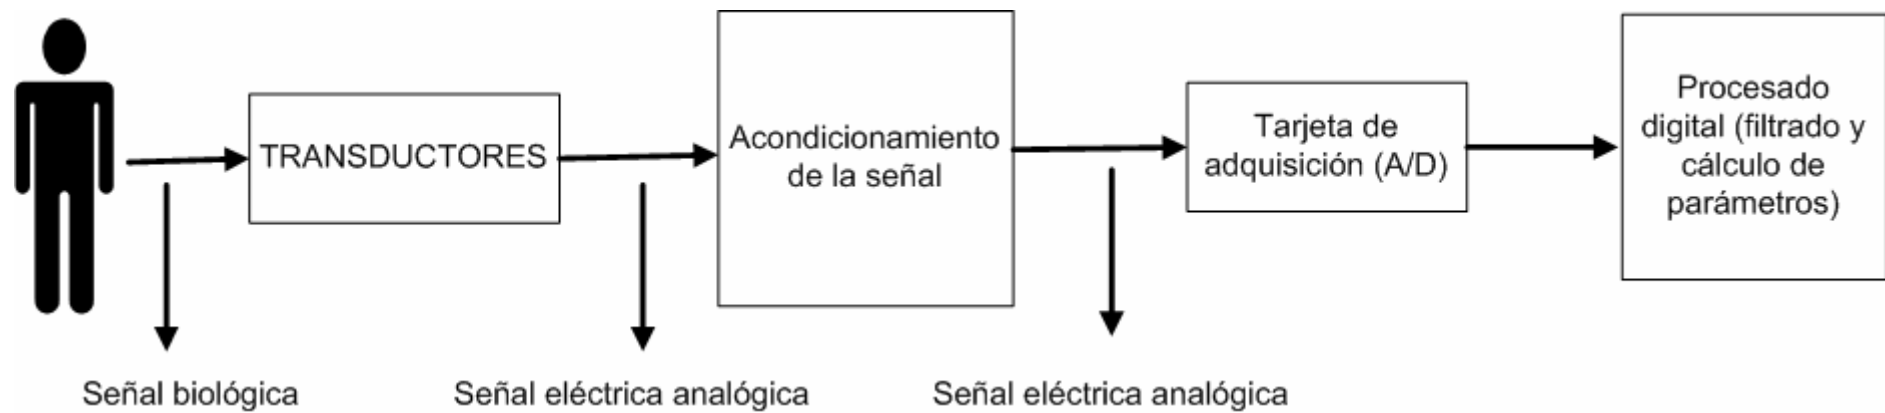 TRANSDUCTORES
Acondicionamiento
de la señal
Tarjeta de
adquisición (A/D)
Procesado
digital (filtrado y
cálculo de
parámetros)
Señal biológica
Señal eléctrica analógica
Señal eléctrica analógica